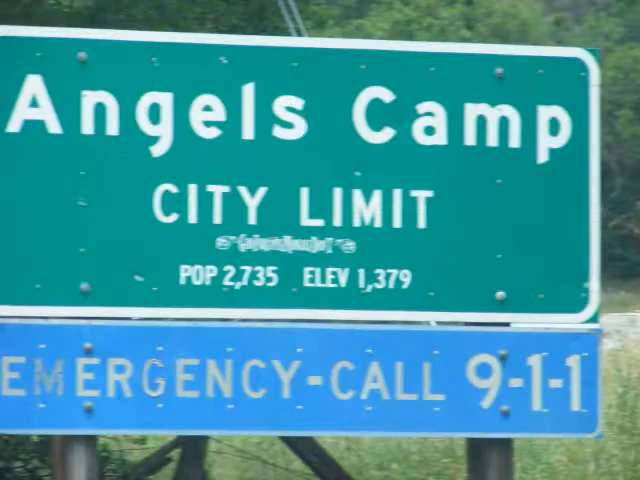 Angels Camp
CITY LIMIT
POP 2,735 ELEV 1,379
EMERGENCY-CALL 9-1-1